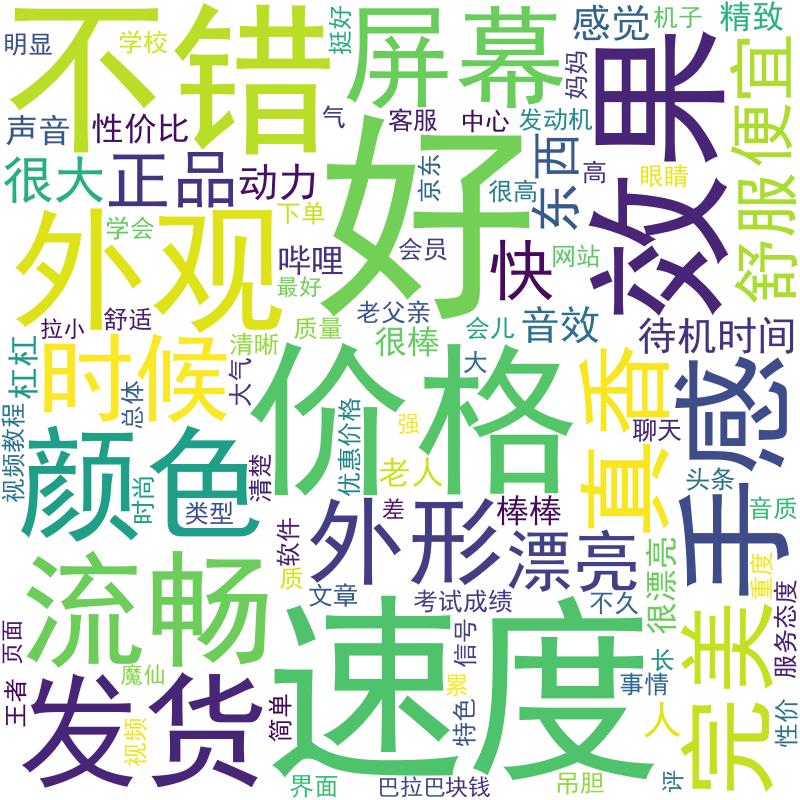 不错
屏幕
感觉
机子
精致
明显
学校
挺好
妈妈
果效
便宜
舒服
声音
性价比
气
客服
中心
发动机
很大
正品
动力
好
京东
很高
东西
高
眼睛
外观
学会
下单
哔哩
最好
会员
快
网站
拉小
舒适
质量
老父亲
清晰
很棒
会儿
音效
待机时间
杠杠
时候
大气
价格
大
真香
手感
视频教程
总体
优惠价格
强
聊天
颜色
时尚
类型
清楚
老人
头条
音质
外形
差
棒棒
漂亮
软件
质
文章
考试成绩
不久
很漂亮
重度
服务态度
流畅
速度
信号
累
长
事情
完美
页面
魔仙
王者
发货
视频
简单
特色
人
性价
界面
巴拉巴块钱
吊胆
评